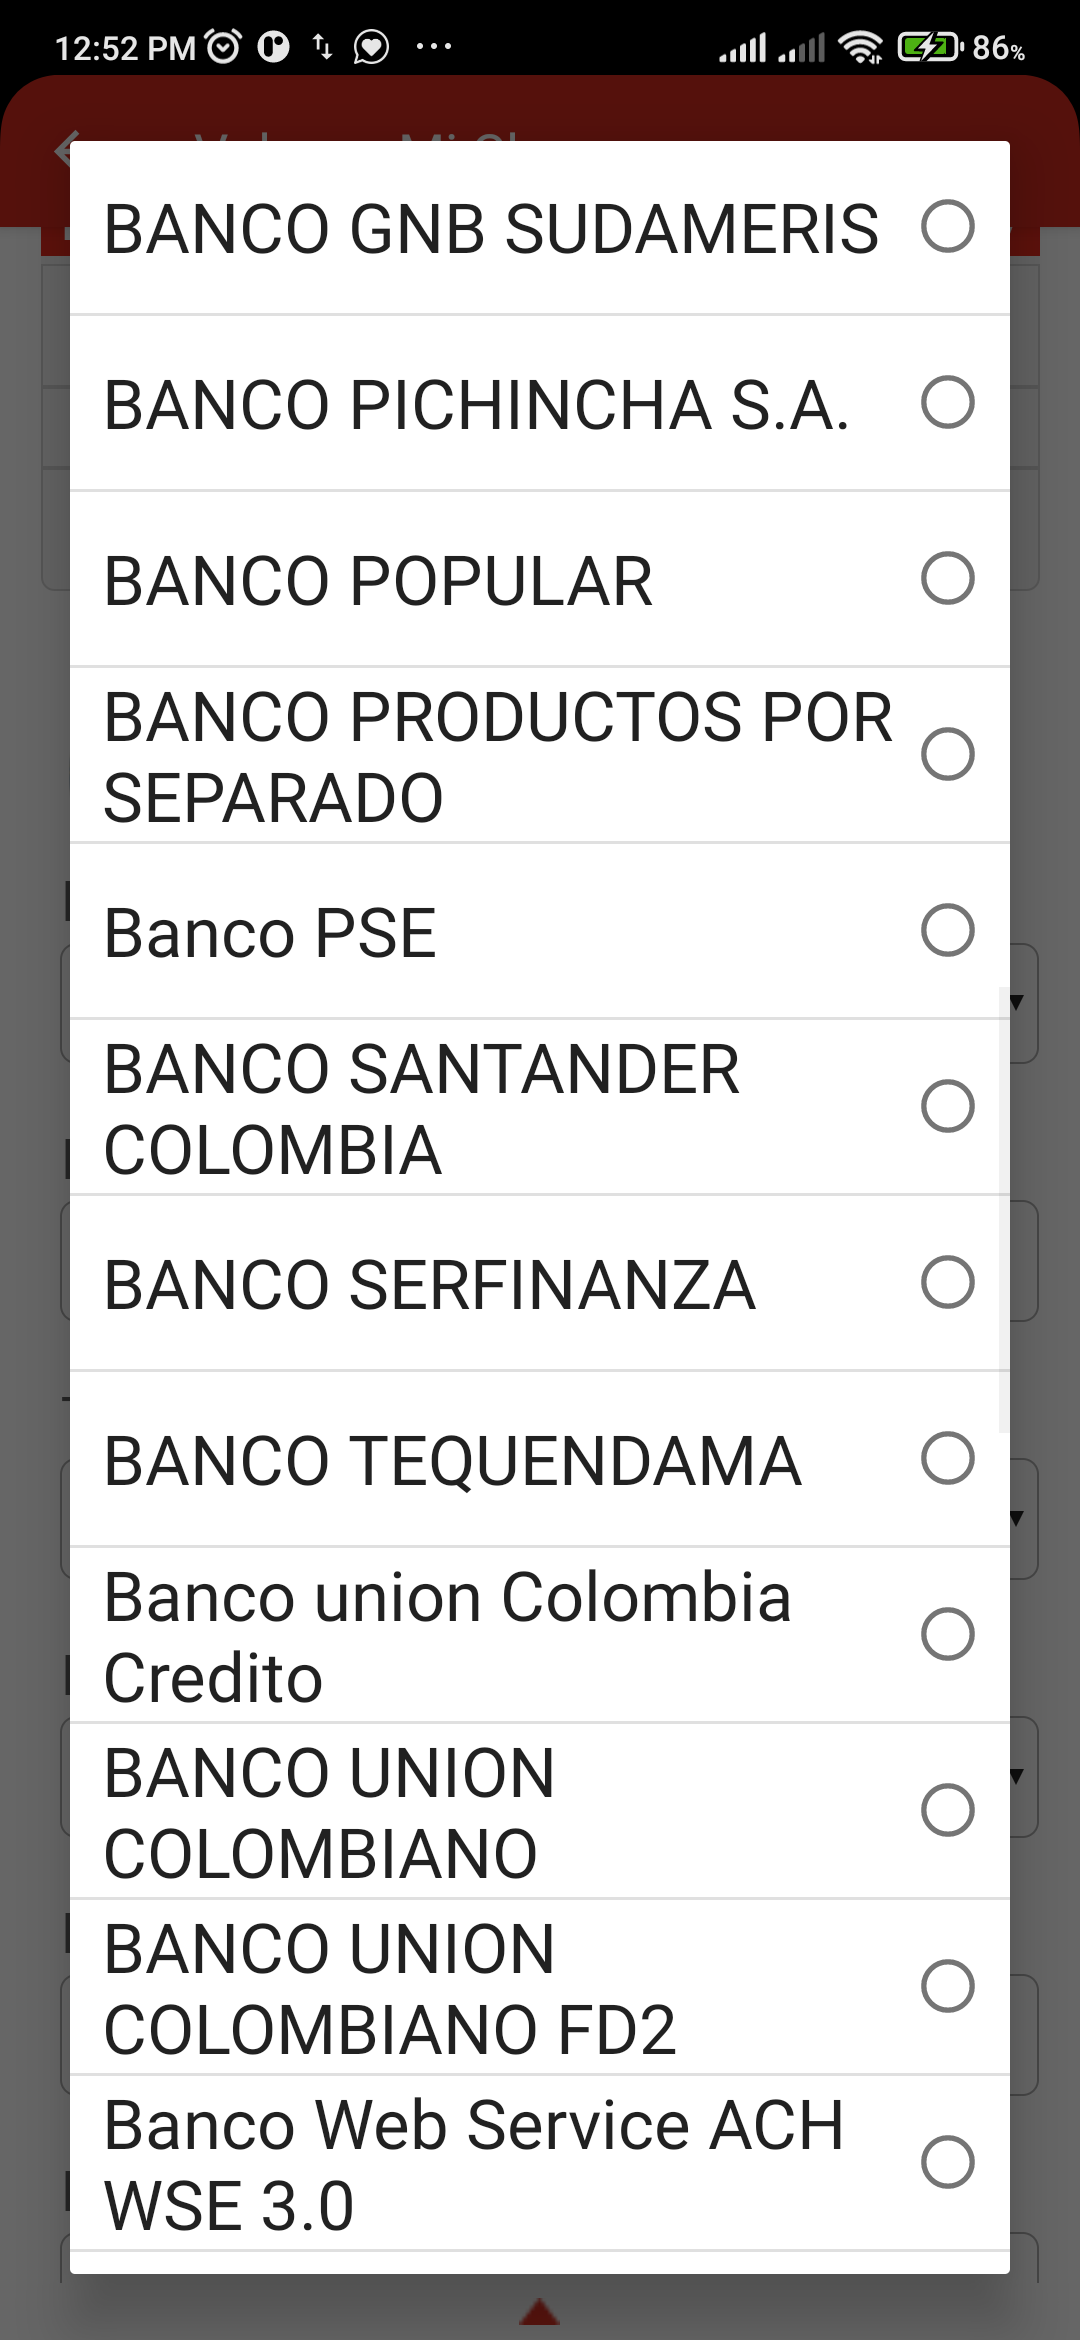 12:52 PM
86%
BANCO GNB SUDAMERIS
BANCO PICHINCHA S.A.
BANCO POPULAR
BANCO PRODUCTOS POR
SEPARADO
Banco PSE
BANCO SANTANDER
COLOMBIA
BANCO SERFINANZA
BANCO TEQUENDAMA
Banco union Colombia
Credito
BANCO UNION
COLOMBIANO
BANCO UNION
COLOMBIANO FD2
Banco Web Service ACH
WSE 3.0